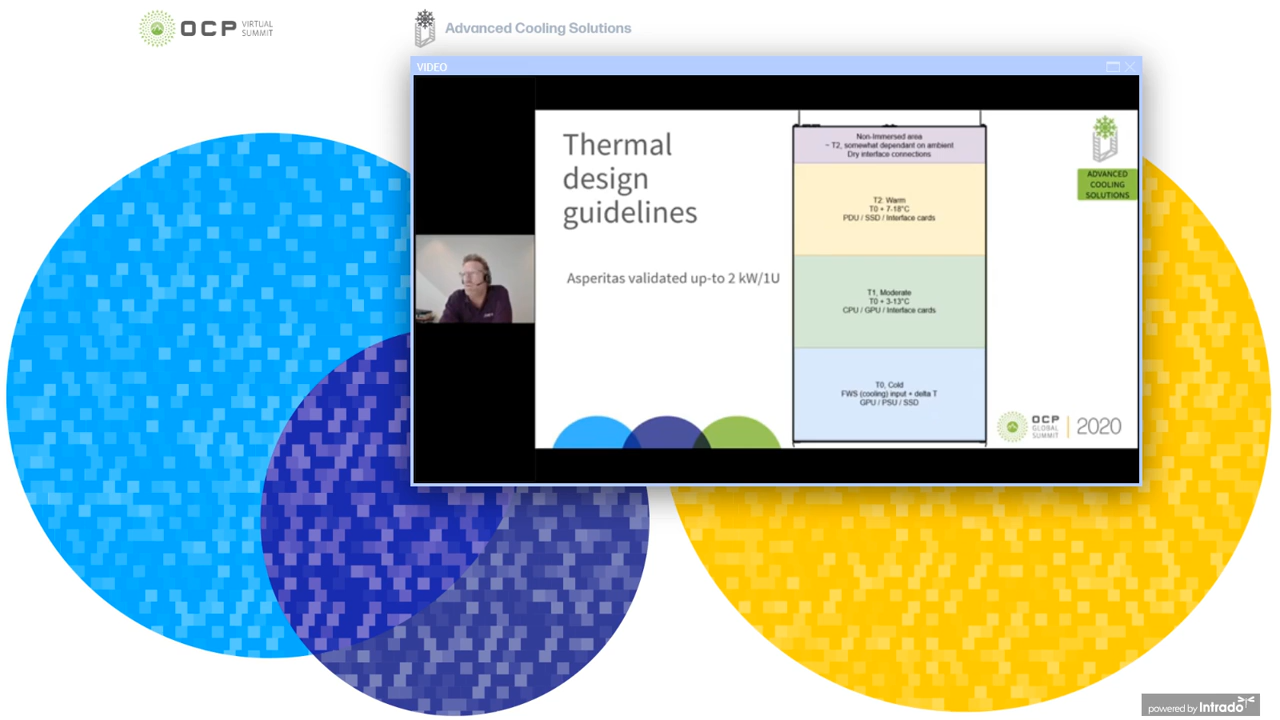 OCP VIRTUAL SUMMIT
Advanced Cooling Solutions
VIDEO
Thermal
design
guidelines
Asperitas validated up-to 2 kW/1U
Non-Immersed area
~ T2, somewhat dependant on ambient
Dry interface connections
T2: Warm
T0 + 7-18°C
PDU / SSD / Interface cards
T1, Moderate
T0 + 3-13°C
CPU / GPU / Interface cards
T0, Cold
FWS (cooling) input + delta T
GPU / PSU / SSD
ADVANCED
COOLING
SOLUTIONS
OCP GLOBAL SUMMIT 2020
powered by Intrado